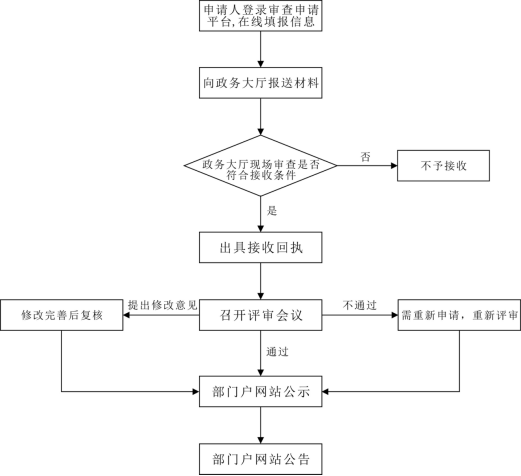 申请人登录审查申请
平台,在线填报信息
向政务大厅报送材料
政务大厅现场审查是否
符合接收条件
否
不予接收
是
出具接收回执
修改完善后复核
提出修改意见
召开评审会议
不通过
需重新申请，重新评审
通过
部门户网站公示
部门户网站公告